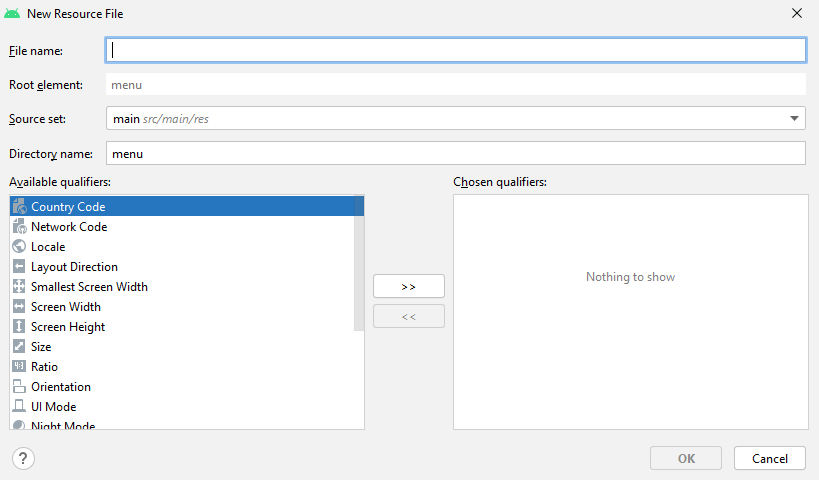 New Resource File
File name:
Root element: menu
Source set: main src/main/res
Directory name: menu
Available qualifiers:
Country Code
Network Code
Locale
Layout Direction
Smallest Screen Width
Screen Width
Screen Height
Size
Ratio
Orientation
UI Mode
Night Mode
>>
<<
Chosen qualifiers:
Nothing to show
?
OK
Cancel